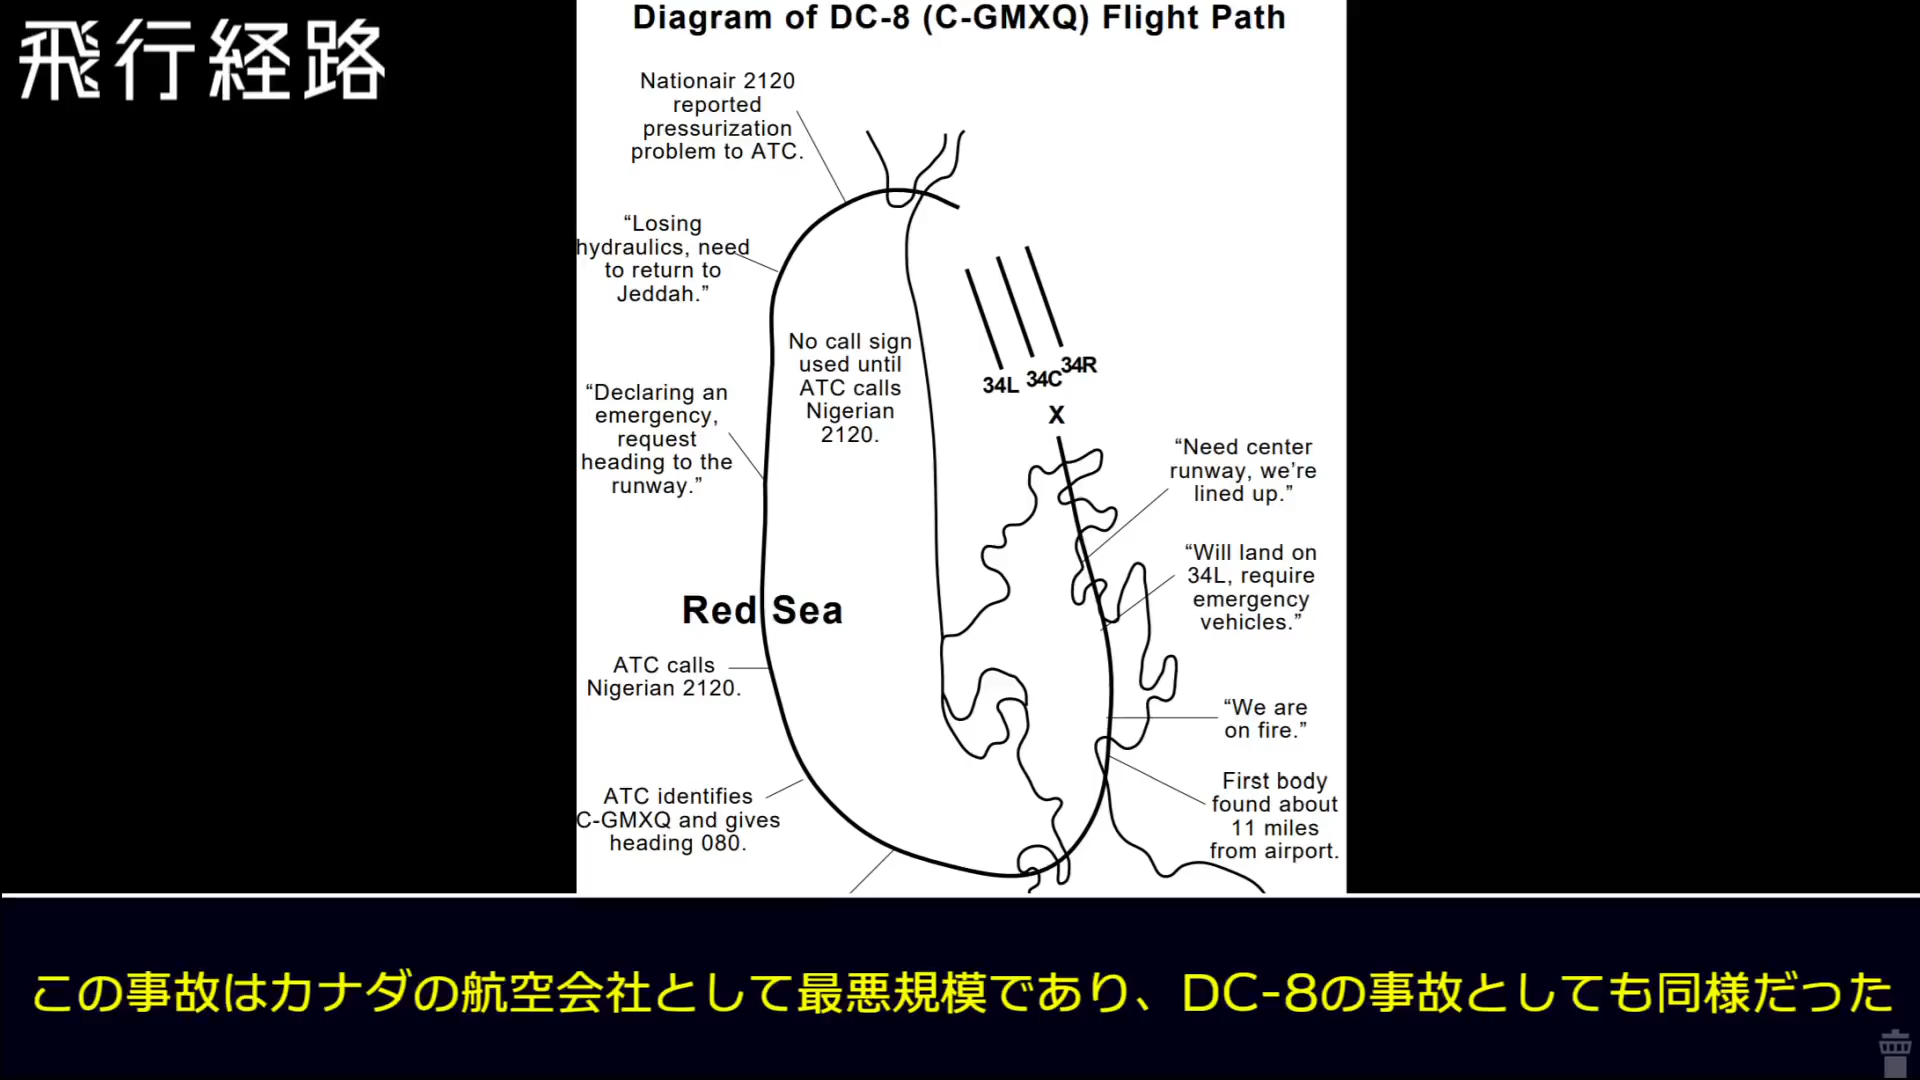 飛行経路
Diagram of DC-8 (C-GMXQ) Flight Path
Nationair 2120
reported
pressurization
problem to ATC.
“Losing
hydraulics, need
to return to
Jeddah.”
No call sign
used until
ATC calls
Nigerian
2120.
34L
34C
34R
X
“Declaring an
emergency,
request
heading to the
runway.”
“Need center
runway, we’re
lined up.”
“Will land on
34L, require
emergency
vehicles.”
Red Sea
ATC calls
Nigerian 2120.
“We are
on fire.”
ATC identifies
C-GMXQ and gives
heading 080.
First body
found about
11 miles
from airport.
この事故はカナダの航空会社として最悪規模であり、DC-8の事故としても同様だった